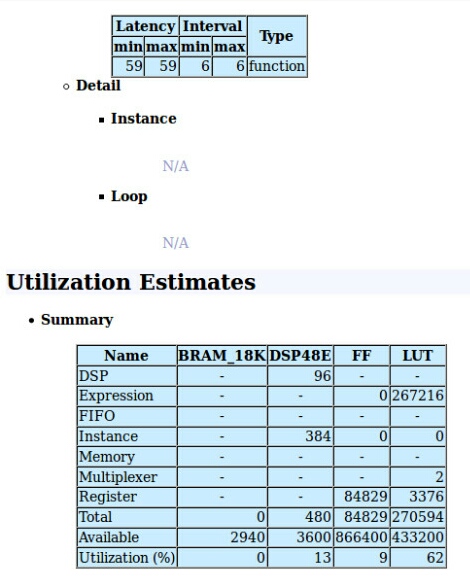 Latency Interval Type
min max min max
59 59 6 6 function
Detail
Instance
N/A
Loop
N/A
Utilization Estimates
Summary
Name BRAM_18K DSP48E FF LUT
DSP - 96 - -
Expression - - 0 267216
FIFO - - - -
Instance - 384 0 0
Memory - - - -
Multiplexer - - - 2
Register - - 84829 3376
Total 0 480 84829 270594
Available 2940 3600 866400 433200
Utilization (%) 0 13 9 62